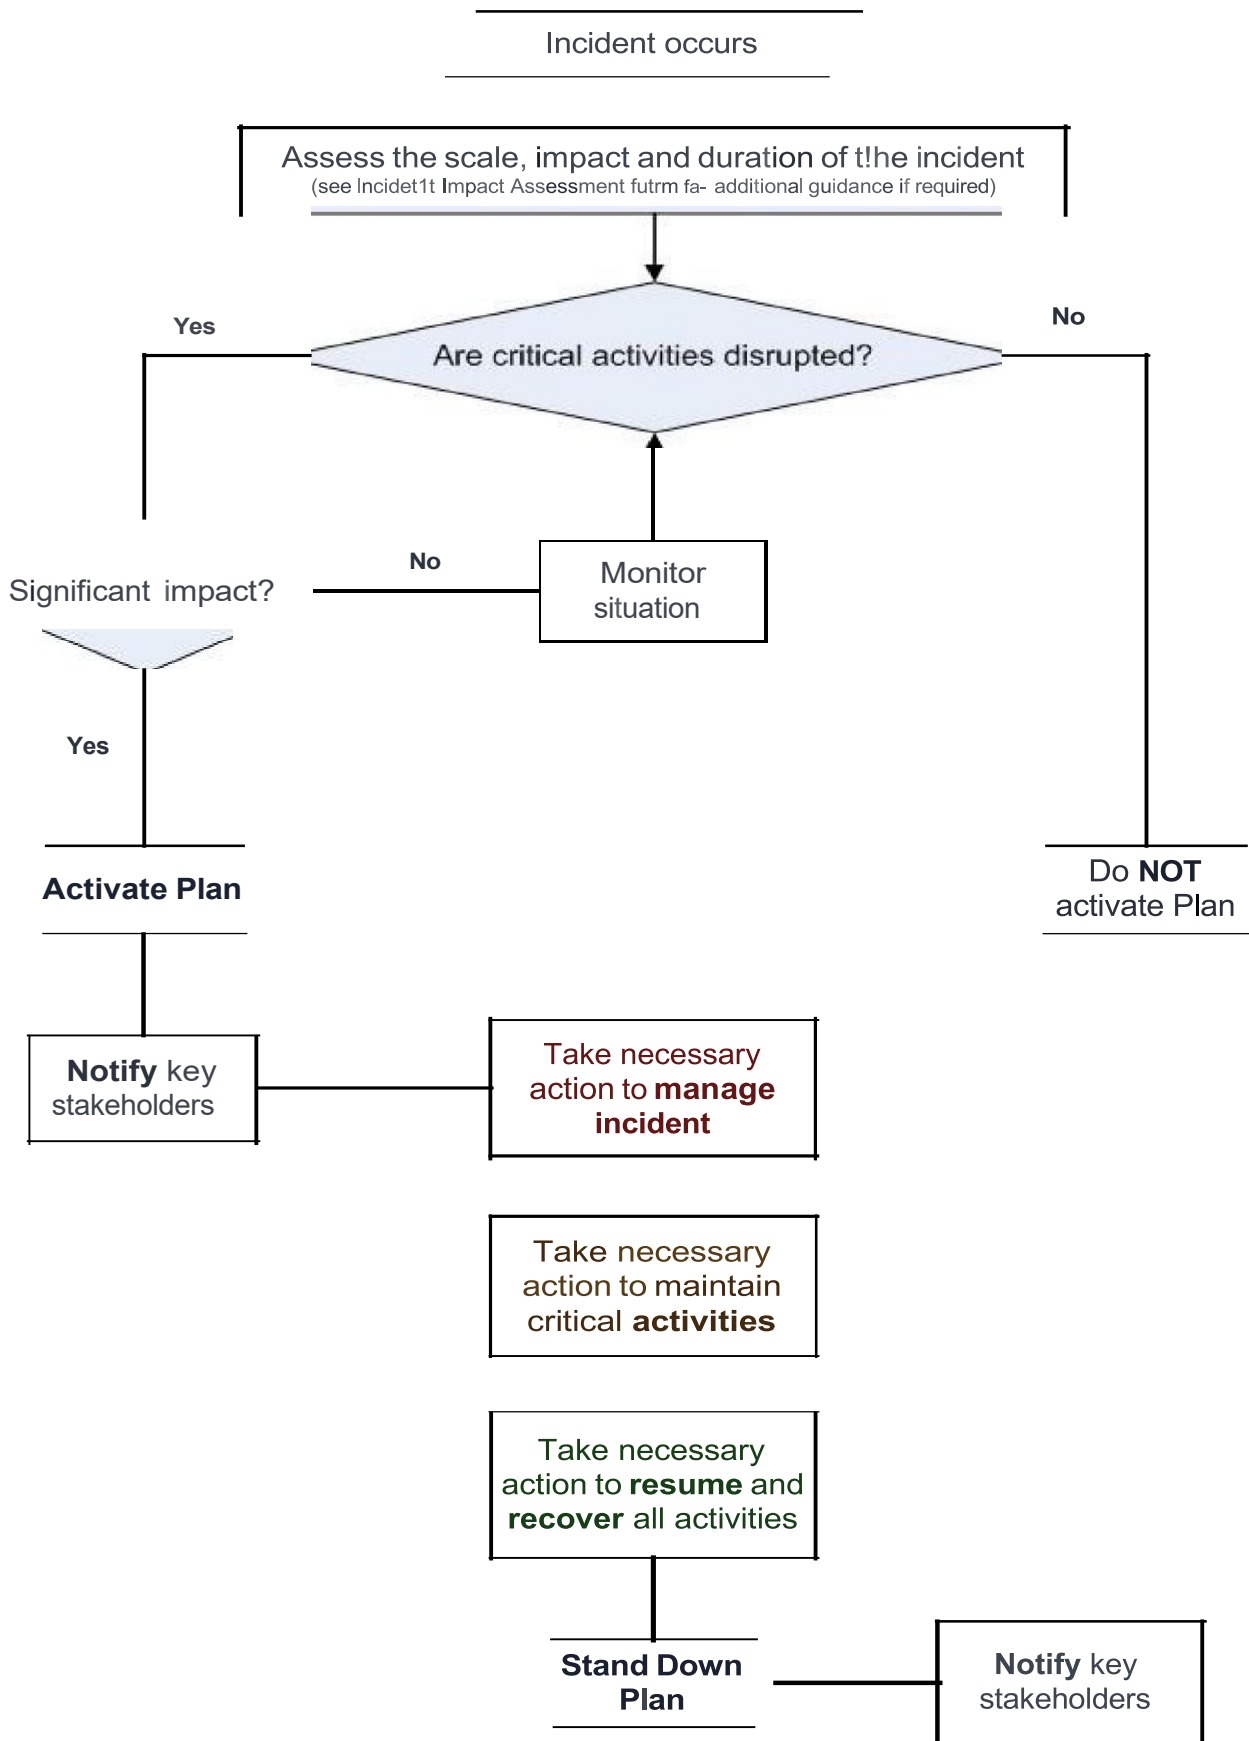 Incident occurs
Assess the scale, impact and duration of t!he incident
(see Incidet1t Impact Assessment futrm fa- additional guidance if required)
Yes
No
Are critical activities disrupted?
No
Monitor
situation
Significant impact?
Yes
Activate Plan
Do NOT
activate Plan
Notify key
stakeholders
Take necessary
action to manage
incident
Take necessary
action to maintain
critical activities
Take necessary
action to resume and
recover all activities
Stand Down
Plan
Notify key
stakeholders